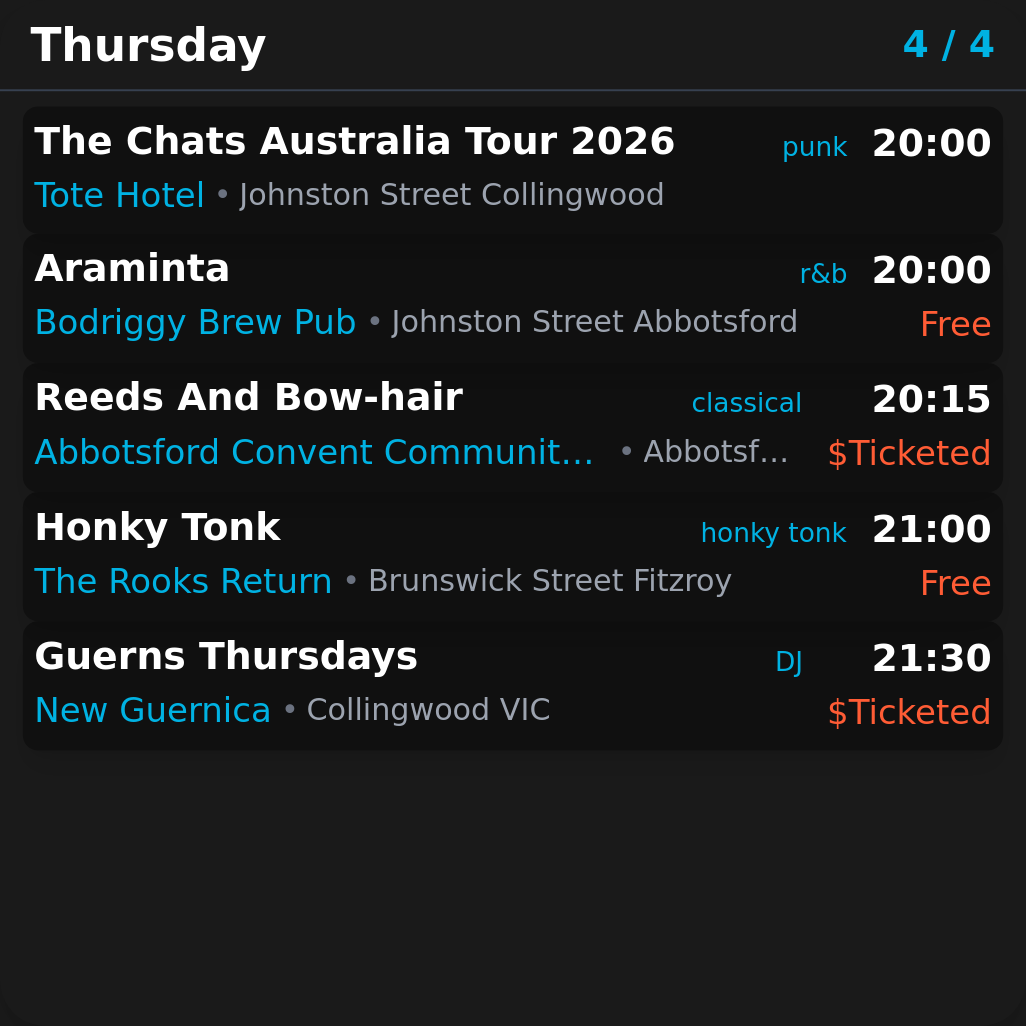 Thursday 4 / 4
The Chats Australia Tour 2026 punk 20:00
Tote Hotel • Johnston Street Collingwood
Araminta r&b 20:00
Bodriggy Brew Pub • Johnston Street Abbotsford Free
Reeds And Bow-hair classical 20:15
Abbotsford Convent Communit... • Abbotsf... $Ticketed
Honky Tonk honky tonk 21:00
The Rooks Return • Brunswick Street Fitzroy Free
Guerns Thursdays DJ 21:30
New Guernica • Collingwood VIC $Ticketed